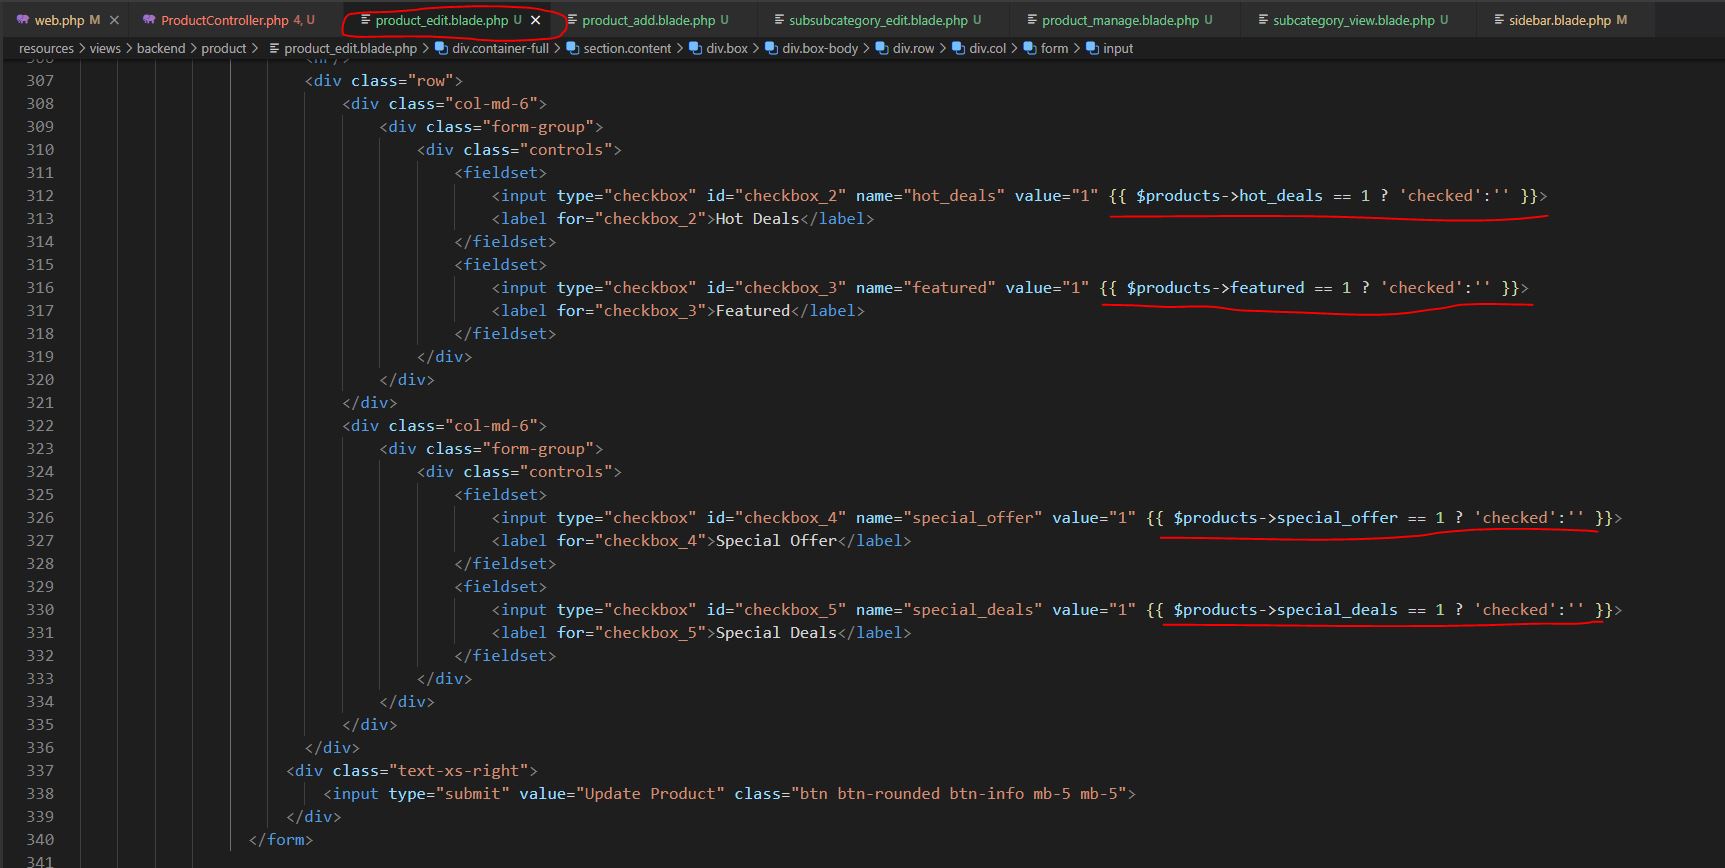 web.php M
ProductController.php 4, U
product_edit.blade.php U
product_add.blade.php U
subsubcategory_edit.blade.php U
product_manage.blade.php U
subcategory_view.blade.php U
sidebar.blade.php M
resources > views > backend > product > product_edit.blade.php > div.container-full > section.content > div.box > div.box-body > div.row > div.col > form > input
306 <hr/>
307 <div class="row">
308 <div class="col-md-6">
309 <div class="form-group">
310 <div class="controls">
311 <fieldset>
312 <input type="checkbox" id="checkbox_2" name="hot_deals" value="1" {{ $products->hot_deals == 1 ? 'checked':'' }}>
313 <label for="checkbox_2">Hot Deals</label>
314 </fieldset>
315 <fieldset>
316 <input type="checkbox" id="checkbox_3" name="featured" value="1" {{ $products->featured == 1 ? 'checked':'' }}>
317 <label for="checkbox_3">Featured</label>
318 </fieldset>
319 </div>
320 </div>
321 </div>
322 <div class="col-md-6">
323 <div class="form-group">
324 <div class="controls">
325 <fieldset>
326 <input type="checkbox" id="checkbox_4" name="special_offer" value="1" {{ $products->special_offer == 1 ? 'checked':'' }}>
327 <label for="checkbox_4">Special Offer</label>
328 </fieldset>
329 <fieldset>
330 <input type="checkbox" id="checkbox_5" name="special_deals" value="1" {{ $products->special_deals == 1 ? 'checked':'' }}>
331 <label for="checkbox_5">Special Deals</label>
332 </fieldset>
333 </div>
334 </div>
335 </div>
336 </div>
337 <div class="text-xs-right">
338 <input type="submit" value="Update Product" class="btn btn-rounded btn-info mb-5 mb-5">
339 </div>
340 </form>
341